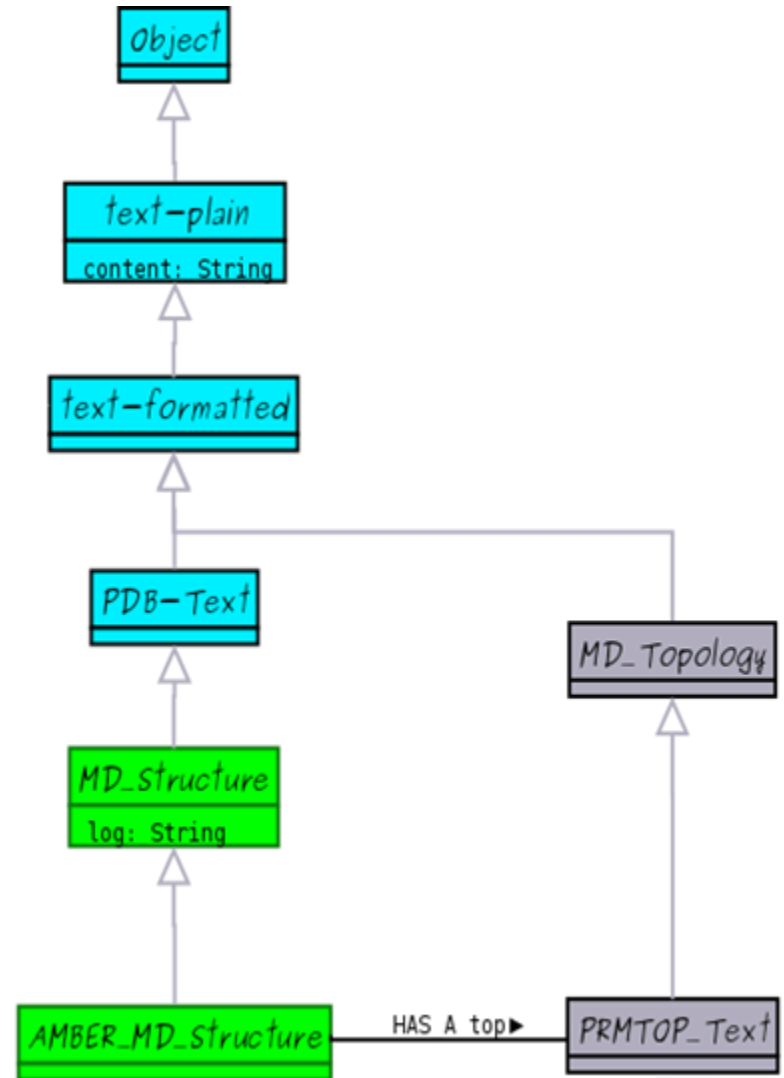 Object
text-plain
content: String
text-formatted
PDB-Text
MD_Topology
MD_Structure
log: String
HAS A top▶
AMBER_MD_Structure
PRMTOP_Text